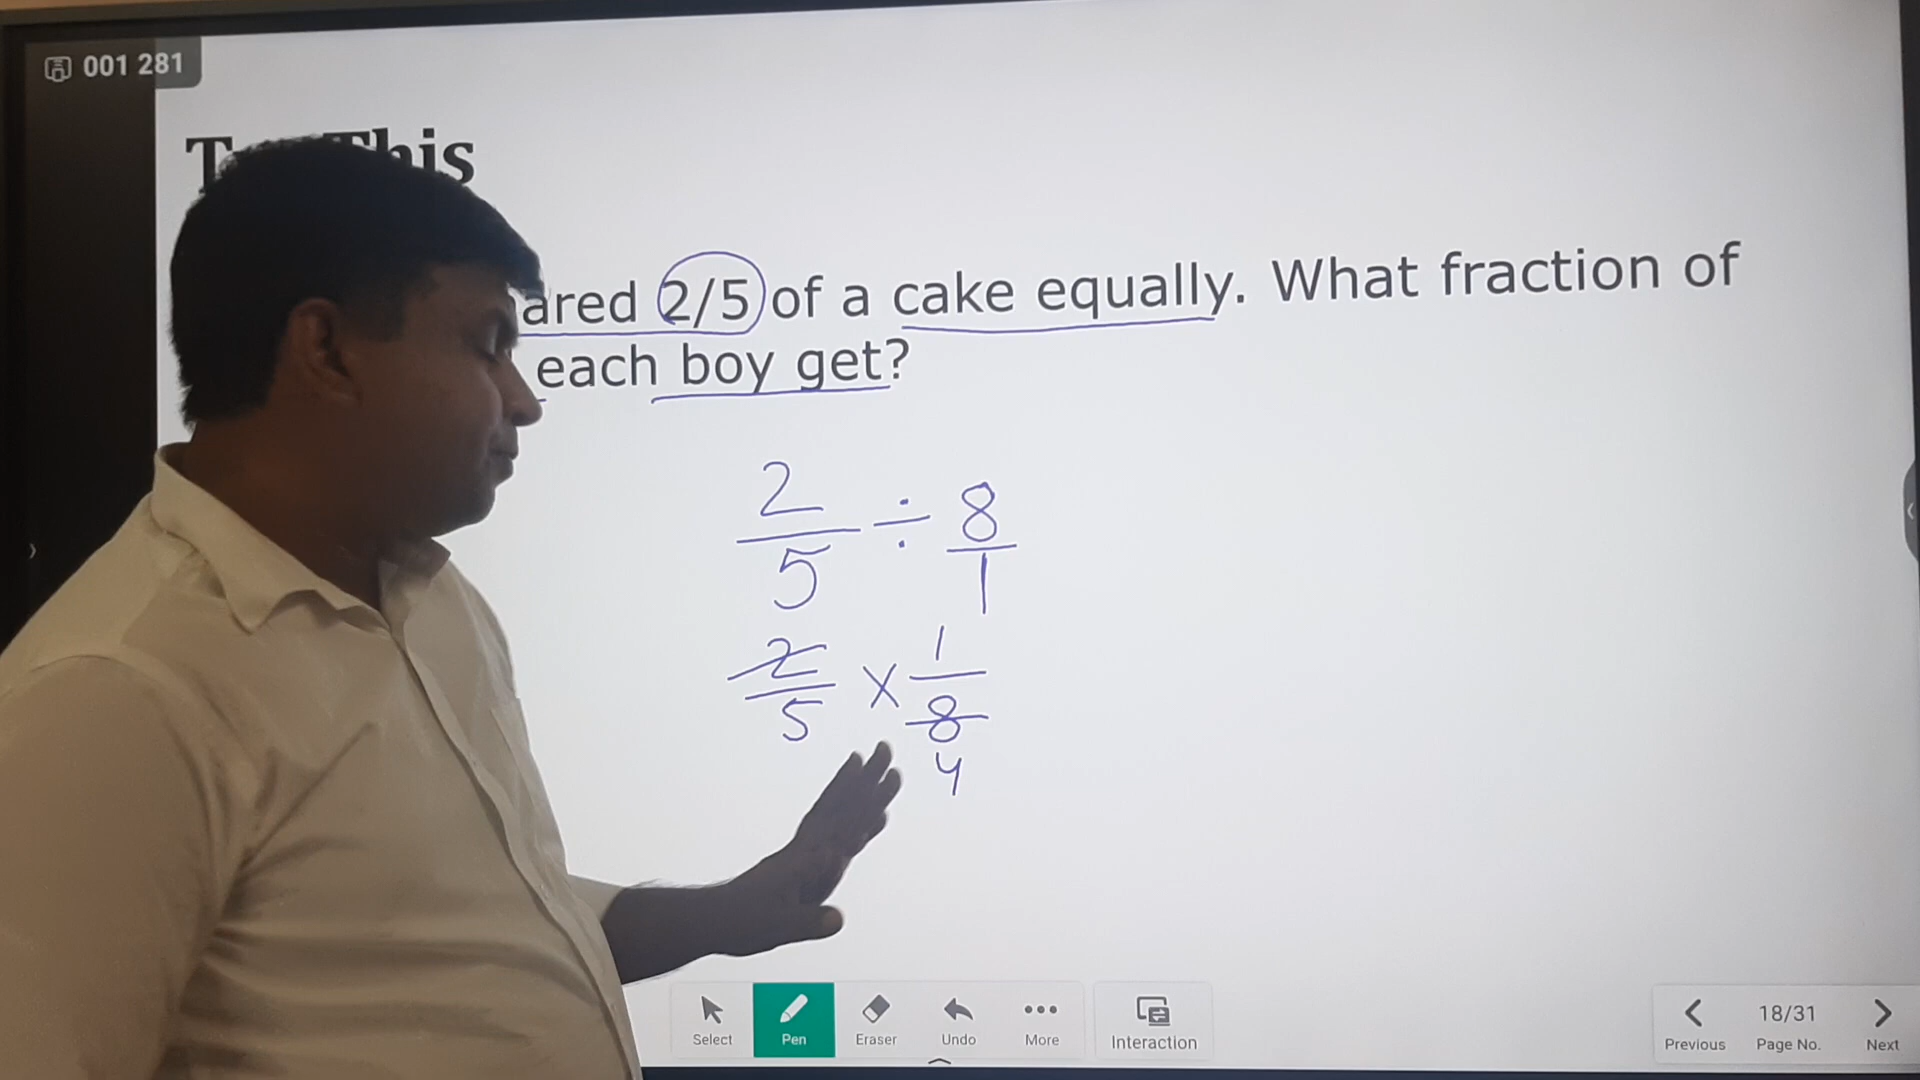 001 281
This
ared 2/5 of a cake equally. What fraction of
each boy get?
2/5 ÷ 8/1
2/5 × 1/8
4
Select Pen Eraser Undo More Interaction
18/31
Previous Page No. Next